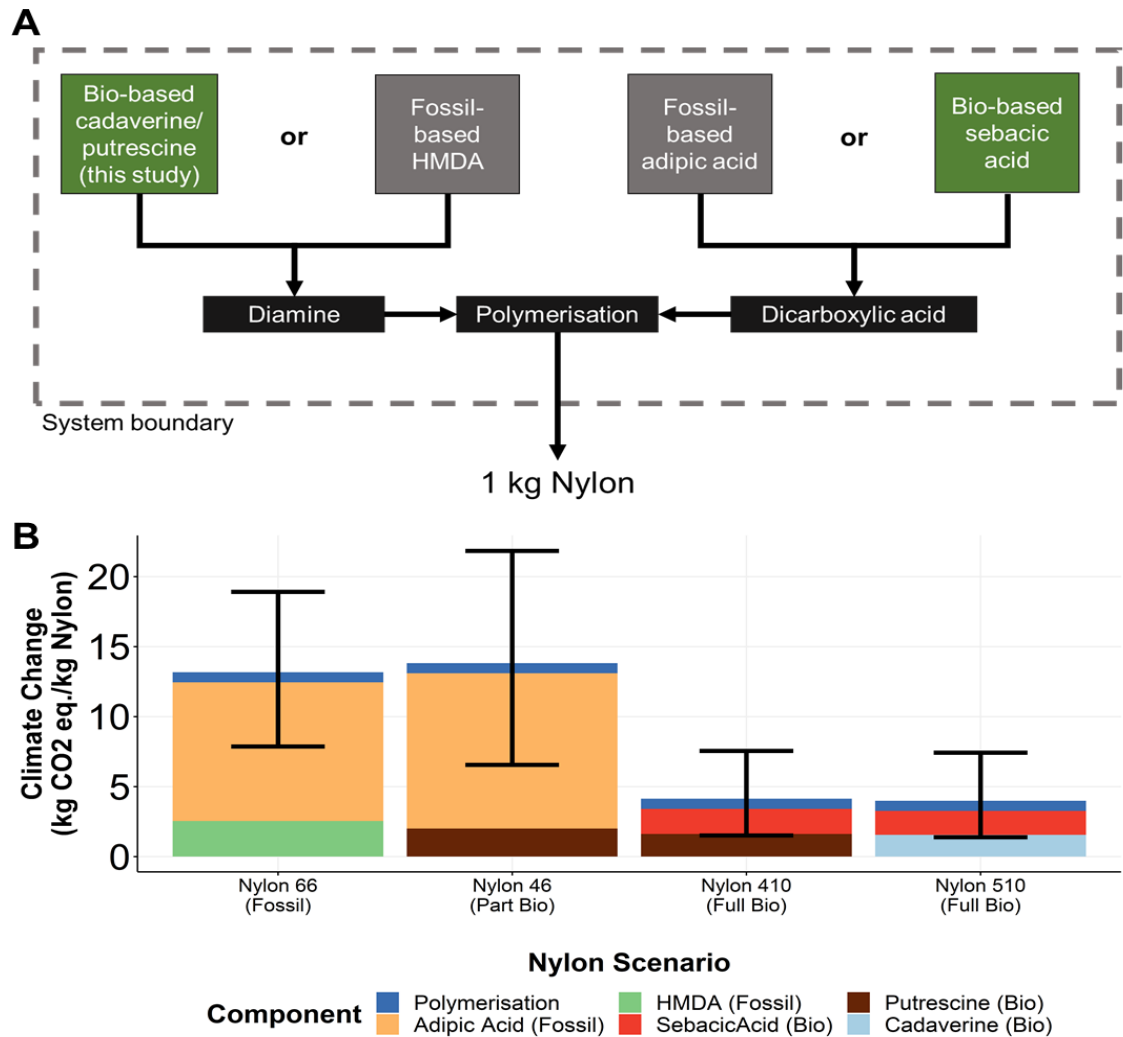 A
Bio-based
cadaverine/
putrescine
(this study)
or
Fossil-
based
HMDA
Fossil-
based
adipic acid
or
Bio-based
sebacic
acid
Diamine
Polymerisation
Dicarboxylic acid
System boundary
1 kg Nylon
B
Climate Change
(kg CO2 eq./kg Nylon)
20
15
10
5
0
Nylon 66
(Fossil)
Nylon 46
(Part Bio)
Nylon 410
(Full Bio)
Nylon 510
(Full Bio)
Nylon Scenario
Component
Polymerisation
Adipic Acid (Fossil)
HMDA (Fossil)
SebacicAcid (Bio)
Putrescine (Bio)
Cadaverine (Bio)